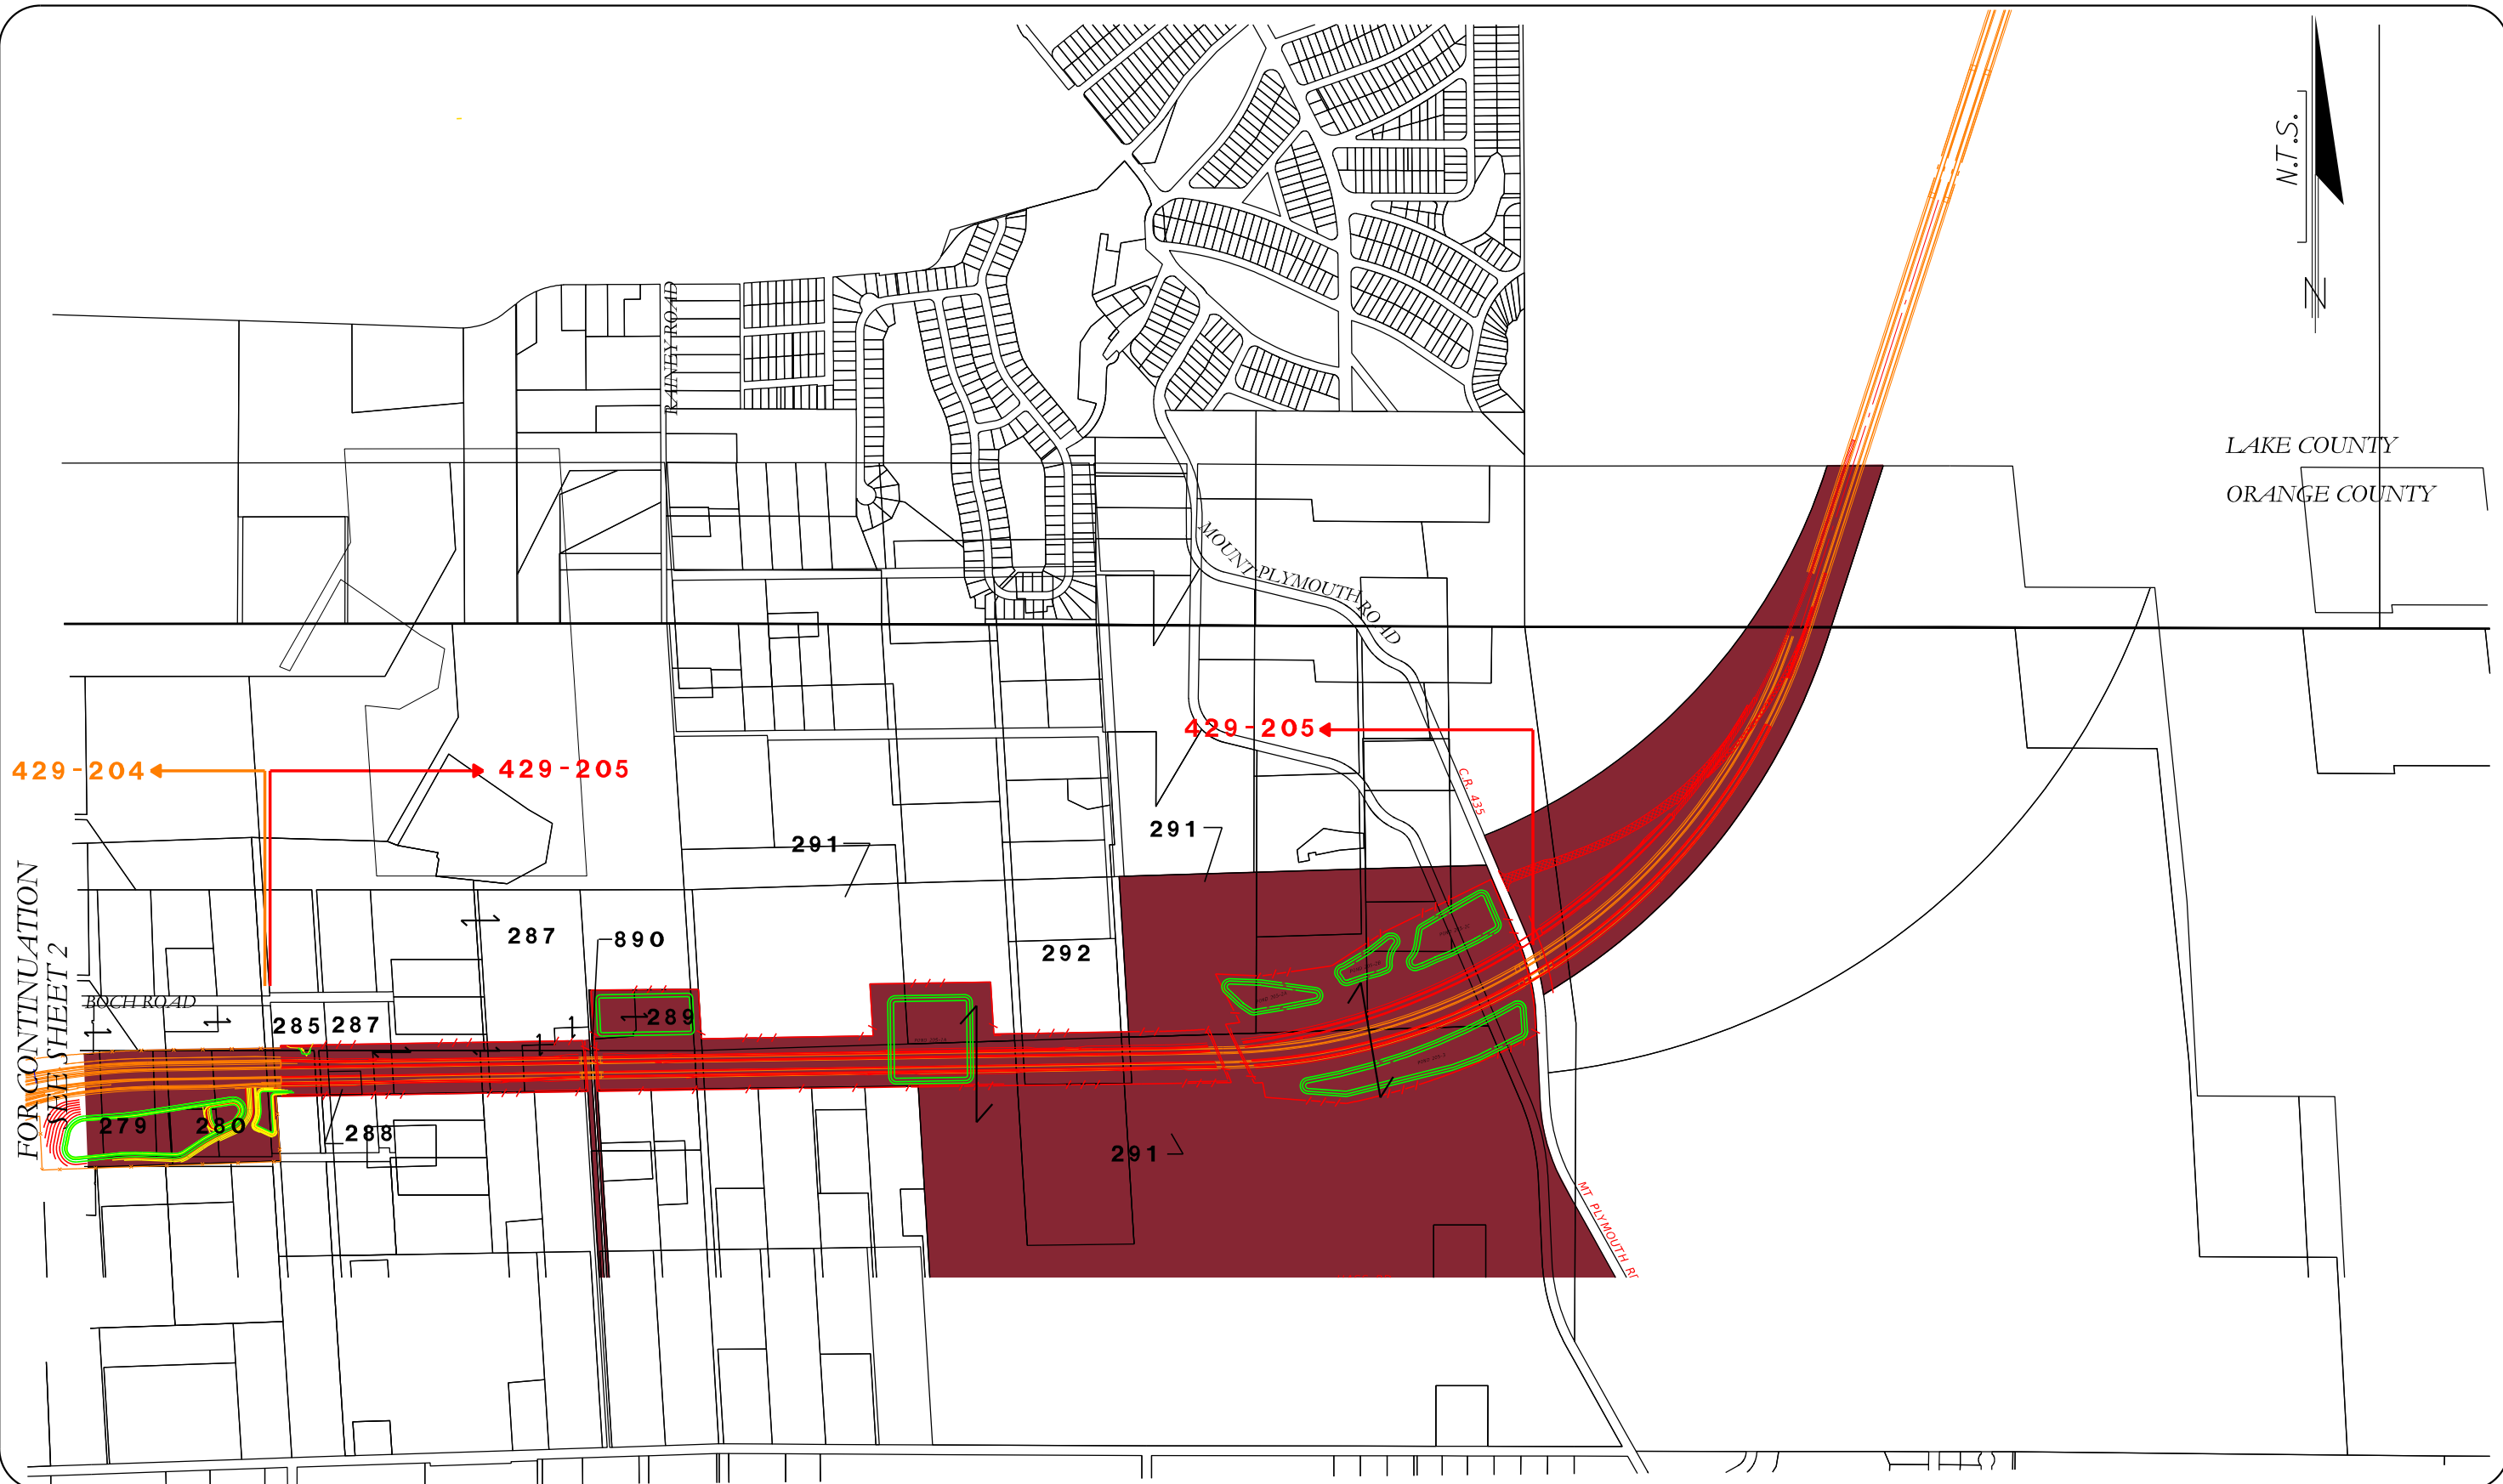 N.T.S.
N
RAINEY ROAD
LAKE COUNTY
ORANGE COUNTY
MOUNT PLYMOUTH ROAD
429-205
429-204
429-205
C.R. 435
291
291
287
890
292
FOR CONTINUATION
SEE SHEET 2
BOCH ROAD
285
287
289
279
280
288
291
MT PLYMOUTH RD